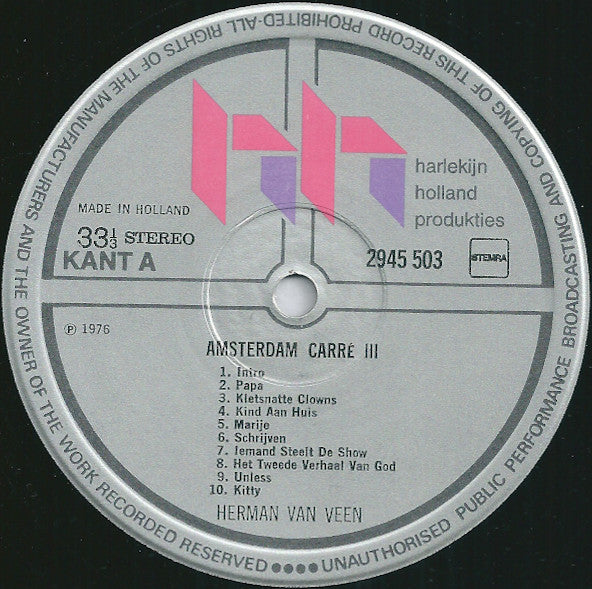 harlekijn
holland
produkties
MADE IN HOLLAND
33⅓ STEREO
KANT A
2945 503
STEMRA
℗ 1976
AMSTERDAM CARRÉ III
1. Intro
2. Papa
3. Kletsnatte Clowns
4. Kind Aan Huis
5. Marije
6. Schrijven
7. Iemand Steelt De Show
8. Het Tweede Verhaal Van God
9. Unless
10. Kitty
HERMAN VAN VEEN
ALL RIGHTS OF THE MANUFACTURERS AND THE OWNER OF THE WORK RECORDED RESERVED •••• UNAUTHORISED PUBLIC PERFORMANCE BROADCASTING AND COPYING OF THIS RECORD PROHIBITED-